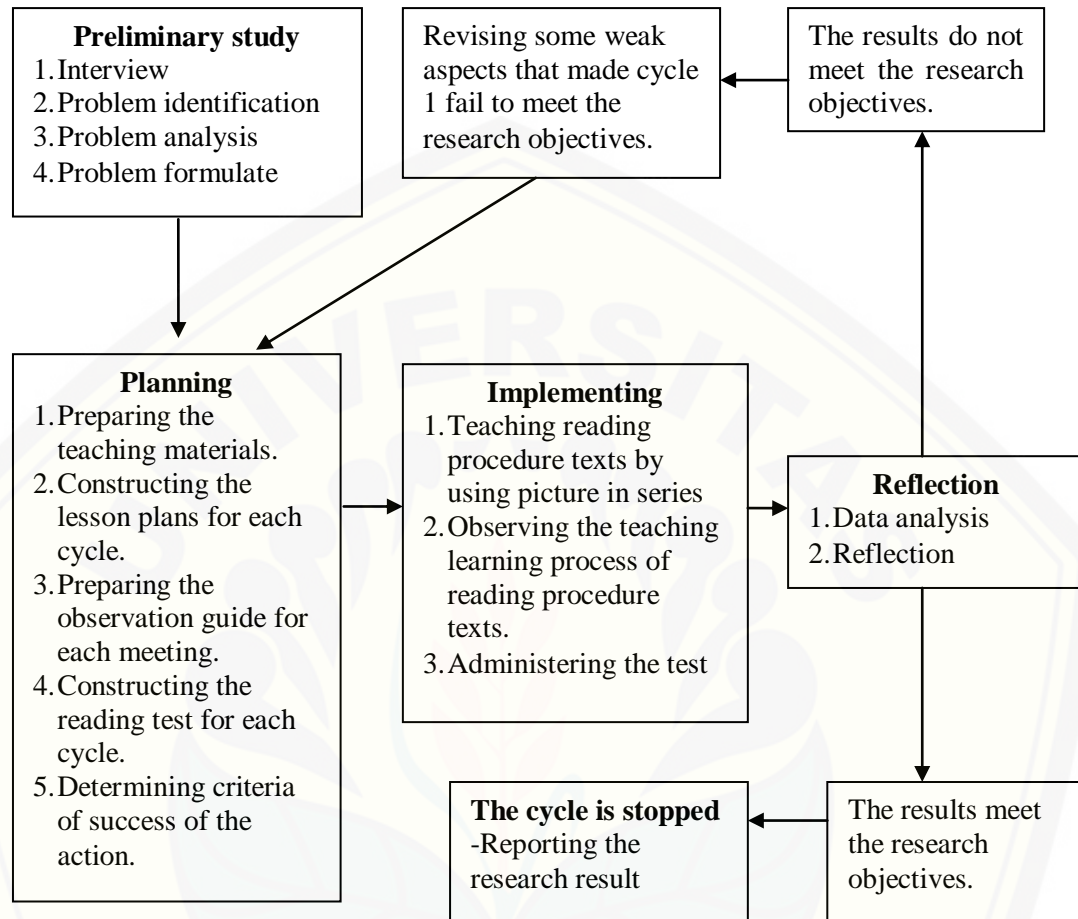 Preliminary study
1. Interview
2. Problem identification
3. Problem analysis
4. Problem formulate
Revising some weak
aspects that made cycle
1 fail to meet the
research objectives.
The results do not
meet the research
objectives.
Planning
1. Preparing the
teaching materials.
2. Constructing the
lesson plans for each
cycle.
3. Preparing the
observation guide for
each meeting.
4. Constructing the
reading test for each
cycle.
5. Determining criteria
of success of the
action.
Implementing
1. Teaching reading
procedure texts by
using picture in series
2. Observing the teaching
learning process of
reading procedure
texts.
3. Administering the test
Reflection
1. Data analysis
2. Reflection
The cycle is stopped
-Reporting the
research result
The results meet
the research
objectives.
UNIVERSITAS